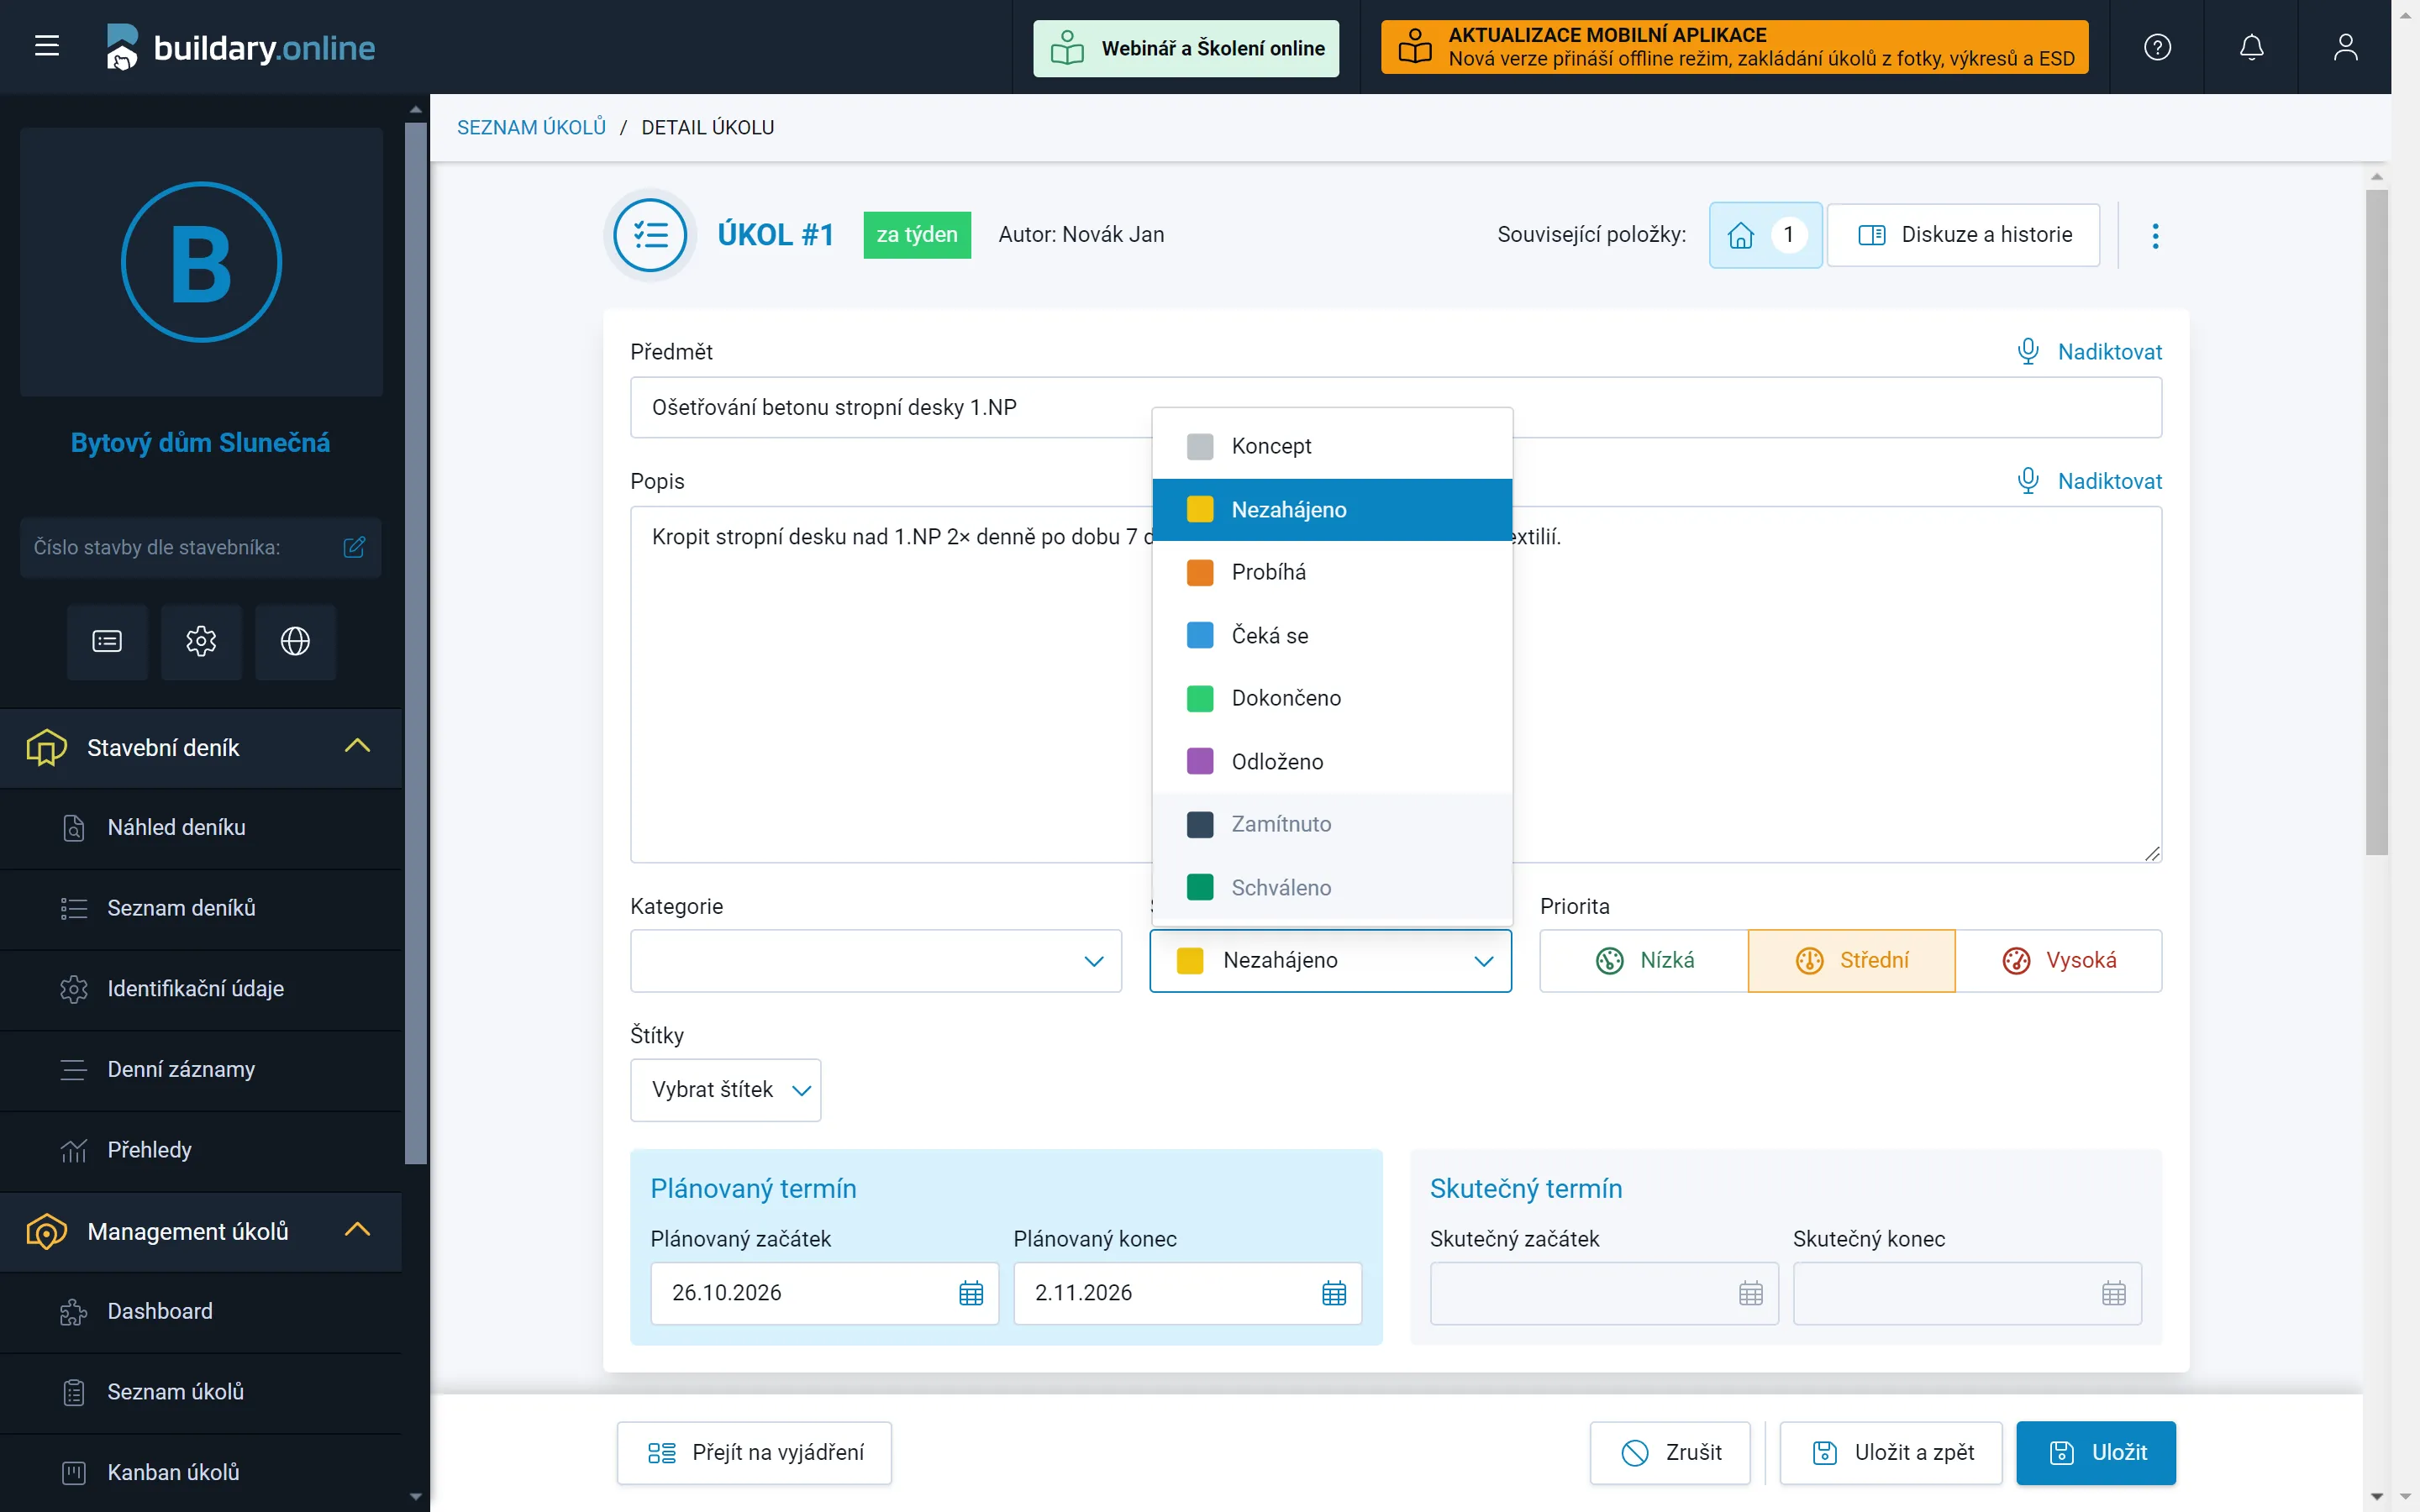 buildary.online
Webinář a Školení online
AKTUALIZACE MOBILNÍ APLIKACE
Nová verze přináší offline režim, zakládání úkolů z fotky, výkresů a ESD
B
Bytový dům Slunečná
Číslo stavby dle stavebníka:
Stavební deník
Náhled deníku
Seznam deníků
Identifikační údaje
Denní záznamy
Přehledy
Management úkolů
Dashboard
Seznam úkolů
Kanban úkolů
SEZNAM ÚKOLŮ / DETAIL ÚKOLU
ÚKOL #1
za týden
Autor: Novák Jan
Související položky:
1
Diskuze a historie
Předmět
Nadiktovat
Ošetřování betonu stropní desky 1.NP
Popis
Nadiktovat
Kropit stropní desku nad 1.NP 2× denně po dobu 7
Koncept
Nezahájeno
Probíhá
Čeká se
Dokončeno
Odloženo
Zamítnuto
Schváleno
Kategorie
Nezahájeno
Priorita
Nízká
Střední
Vysoká
Štítky
Vybrat štítek
Plánovaný termín
Plánovaný začátek
Plánovaný konec
26.10.2026
2.11.2026
Skutečný termín
Skutečný začátek
Skutečný konec
Přejít na vyjádření
Zrušit
Uložit a zpět
Uložit